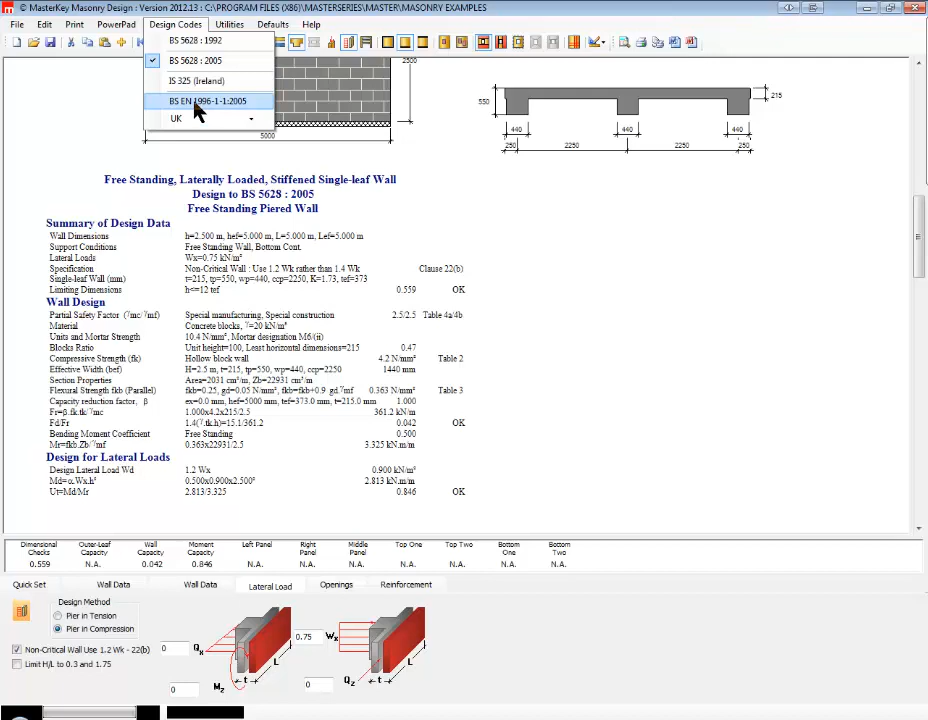 MasterKey Masonry Design : Version 2012.13 : C:\PROGRAM FILES (X86)\MASTERSERIES\MASTER\MASONRY EXAMPLES
File Edit Print PowerPad Design Codes Utilities Defaults Help
BS 5628 : 1992
BS 5628 : 2005
IS 325 (Ireland)
BS EN 1996-1-1:2005
UK
2500
5000
550
215
440 440 440
250 2250 2250 250
Free Standing, Laterally Loaded, Stiffened Single-leaf Wall
Design to BS 5628 : 2005
Free Standing Piered Wall
Summary of Design Data
Wall Dimensions h=2.500 m, hef=5.000 m, L=5.000 m, Lef=5.000 m
Support Conditions Free Standing Wall, Bottom Cont.
Lateral Loads Wx=0.75 kN/m²
Specification Non-Critical Wall : Use 1.2 Wk rather than 1.4 Wk Clause 22(b)
Single-leaf Wall (mm) t=215, tp=550, wp=440, ccp=2250, K=1.73, tef=373
Limiting Dimensions h<=12 tef 0.559 OK
Wall Design
Partial Safety Factor (γmc/γmf) Special manufacturing, Special construction 2.5/2.5 Table 4a/4b
Material Concrete blocks, γ=20 kN/m³
Units and Mortar Strength 10.4 N/mm², Mortar designation M6/(ii)
Blocks Ratio Unit height=100, Least horizontal dimensions=215 0.47
Compressive Strength (fk) Hollow block wall 4.2 N/mm² Table 2
Effective Width (bef) H=2.5 m, t=215, tp=550, wp=440, ccp=2250 1440 mm
Section Properties Area=2031 cm²/m, Zb=22931 cm³/m
Flexural Strength fkb (Parallel) fkb=0.25, gd=0.05 N/mm², fkb=fkb+0.9 .gd.γmf 0.363 N/mm² Table 3
Capacity reduction factor, β ex=0.0 mm, hef=5000 mm, tef=373.0 mm, t=215.0 mm 1.000
Fr=β.fk.tk/γmc 1.000x4.2x215/2.5 361.2 kN/m
Fd/Fr 1.4(γ.tk.h)=15.1/361.2 0.042 OK
Bending Moment Coefficient Free Standing 0.500
Mr=fkb.Zb/γmf 0.363x22931/2.5 3.325 kN.m/m
Design for Lateral Loads
Design Lateral Load Wd 1.2 Wx 0.900 kN/m²
Md=α.Wx.h² 0.500x0.900x2.500² 2.813 kN.m/m
Ut=Md/Mr 2.813/3.325 0.846 OK
Dimensional Checks Outer-Leaf Capacity Wall Capacity Moment Capacity Left Panel Right Panel Middle Panel Top One Top Two Bottom One Bottom Two
0.559 N.A. 0.042 0.846 N.A. N.A. N.A. N.A. N.A. N.A. N.A.
Quick Set Wall Data Wall Data Lateral Load Openings Reinforcement
Design Method
Pier in Tension
Pier in Compression
Non-Critical Wall Use 1.2 Wk - 22(b)
Limit H/L to 0.3 and 1.75
0 Qx L t Mz 0
0.75 Wx L t Qz 0